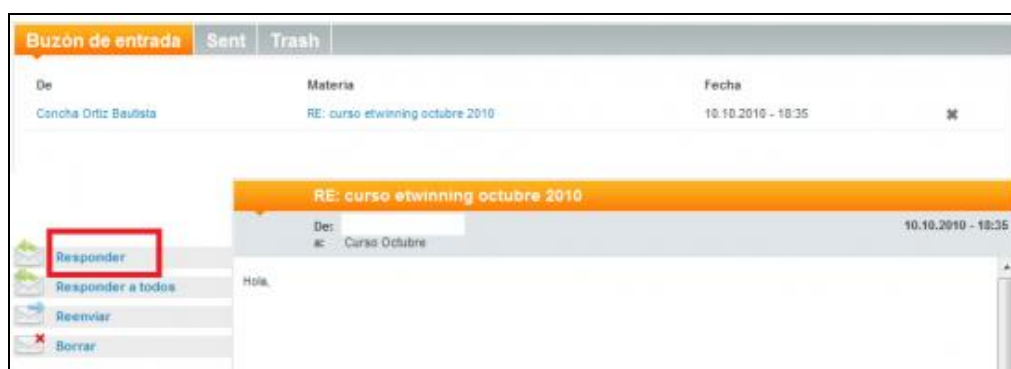 Buzón de entrada Sent Trash
De Materia Fecha
Concha Ortiz Bautista RE: curso etwinning octubre 2010 10.10.2010 - 18:35
RE: curso etwinning octubre 2010
De: 10.10.2010 - 18:35
a: Curso Octubre
Responder
Hola,
Responder a todos
Reenviar
Borrar